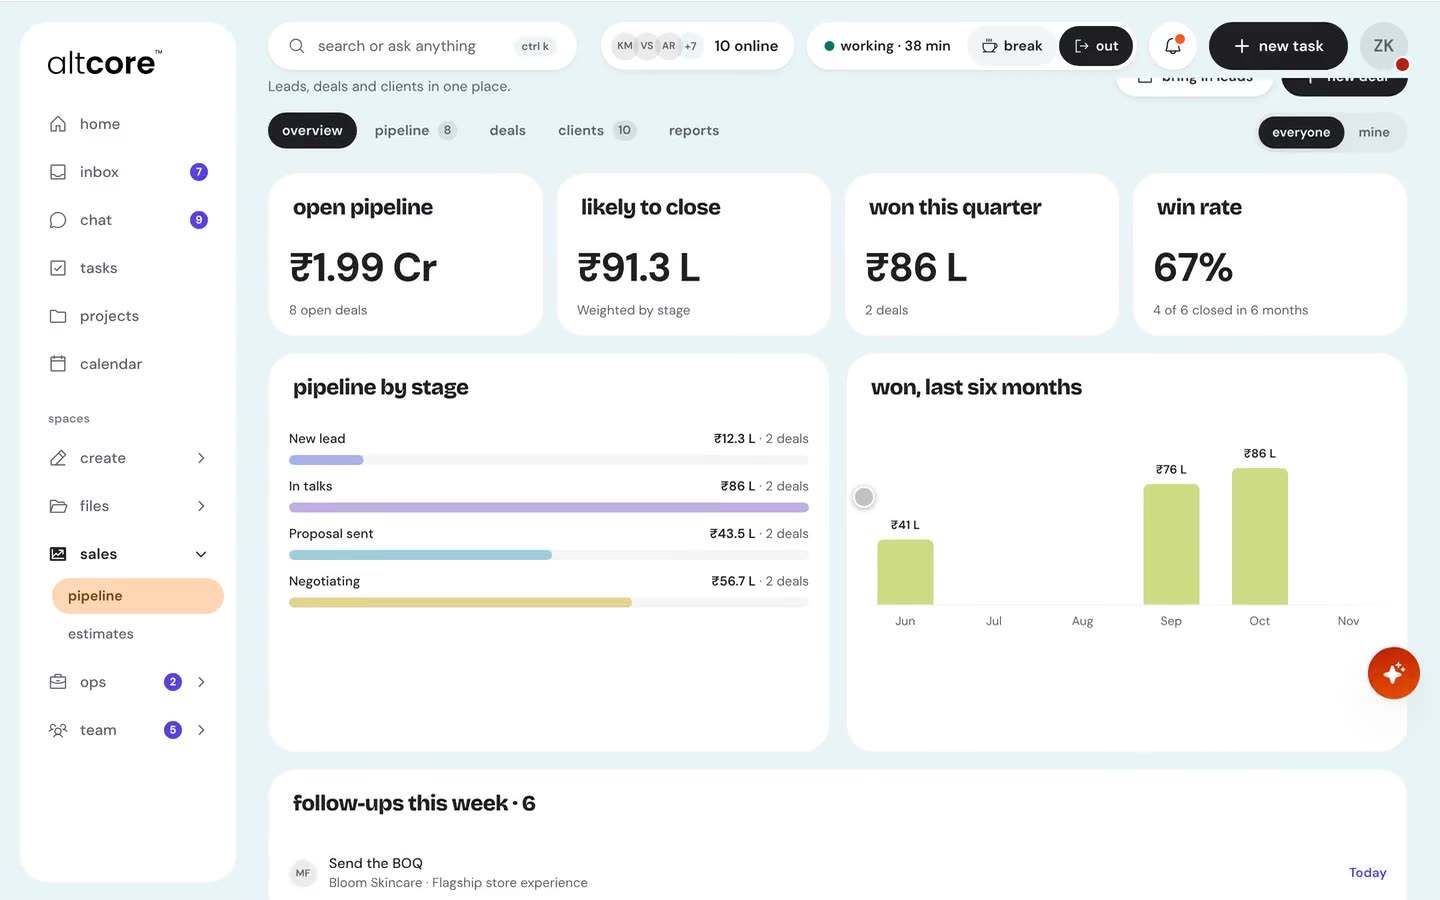 altcore™
search or ask anything ctrl k
KM VS AR +7 10 online
working · 38 min break out
new task
ZK
home
inbox 7
chat 9
tasks
projects
calendar
spaces
create
files
sales
pipeline
estimates
ops 2
team 5
Leads, deals and clients in one place.
bring in leads
new deal
overview pipeline 8 deals clients 10 reports
everyone mine
open pipeline
₹1.99 Cr
8 open deals
likely to close
₹91.3 L
Weighted by stage
won this quarter
₹86 L
2 deals
win rate
67%
4 of 6 closed in 6 months
pipeline by stage
New lead ₹12.3 L · 2 deals
In talks ₹86 L · 2 deals
Proposal sent ₹43.5 L · 2 deals
Negotiating ₹56.7 L · 2 deals
won, last six months
₹41 L ₹76 L ₹86 L
Jun Jul Aug Sep Oct Nov
follow-ups this week · 6
MF
Send the BOQ
Bloom Skincare · Flagship store experience
Today